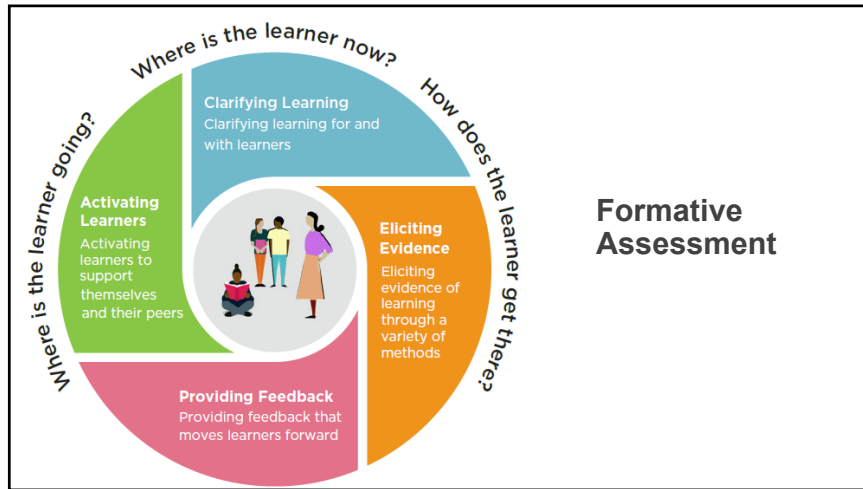 Where is the learner going?
Where is the learner now?
How does the learner get there?
Clarifying Learning
Clarifying learning for and
with learners
Activating
Learners
Activating
learners to
support
themselves
and their peers
Eliciting
Evidence
Eliciting
evidence of
learning
through a
variety of
methods
Providing Feedback
Providing feedback that
moves learners forward
Formative
Assessment